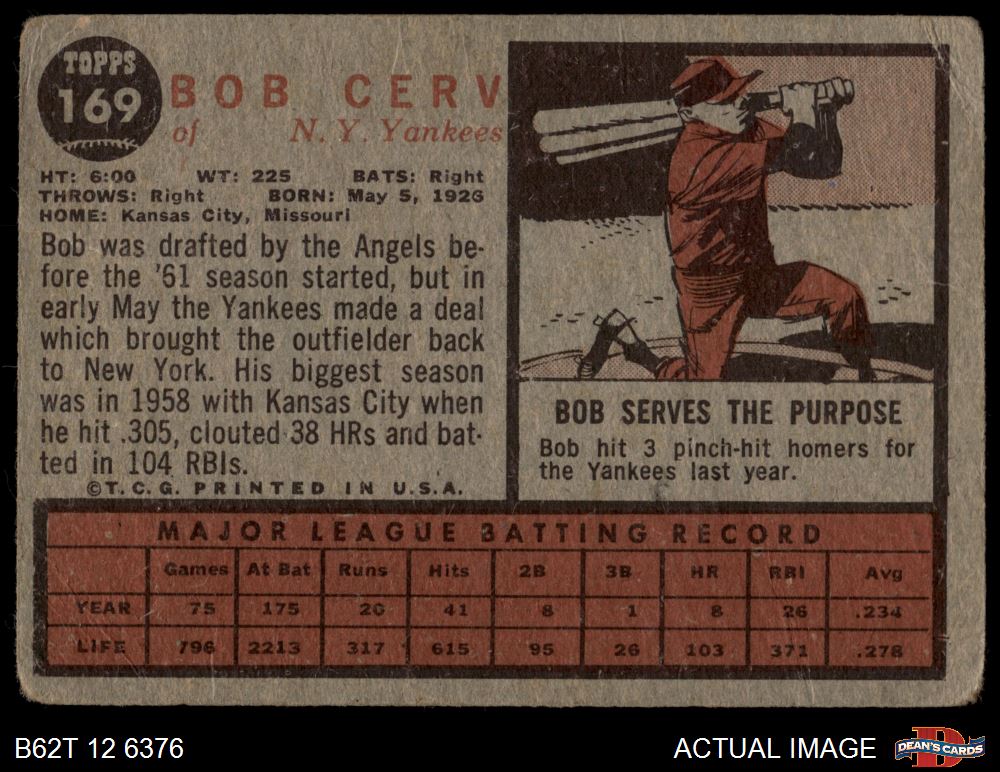 TOPPS
169
BOB CERV
of N. Y. Yankees
HT: 6:00 WT: 225 BATS: Right
THROWS: Right BORN: May 5, 1926
HOME: Kansas City, Missouri
Bob was drafted by the Angels be-
fore the '61 season started, but in
early May the Yankees made a deal
which brought the outfielder back
to New York. His biggest season
was in 1958 with Kansas City when
he hit .305, clouted 38 HRs and bat-
ted in 104 RBIs.
©T.C.G. PRINTED IN U.S.A.
BOB SERVES THE PURPOSE
Bob hit 3 pinch-hit homers for
the Yankees last year.
MAJOR LEAGUE BATTING RECORD
Games At Bat Runs Hits 2B 3B HR RBI Avg
YEAR 75 175 20 41 8 1 8 26 .234
LIFE 796 2213 317 615 95 26 103 371 .278
B62T 12 6376
ACTUAL IMAGE
DEAN'S CARDS